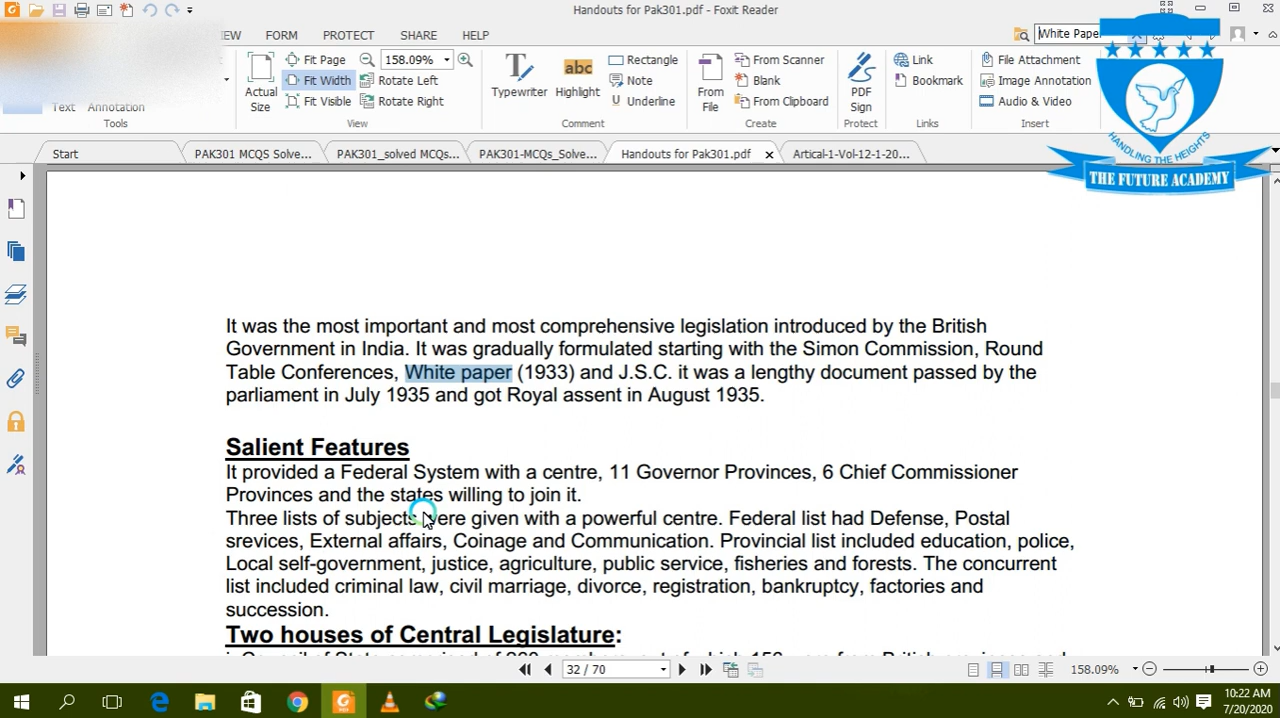 Handouts for Pak301.pdf - Foxit Reader
EW FORM PROTECT SHARE HELP
White Paper
Text Annotation
Tools
Actual Size
Fit Page
Fit Width
Fit Visible
158.09%
Rotate Left
Rotate Right
View
Typewriter
Highlight
Rectangle
Note
Underline
Comment
From File
From Scanner
Blank
From Clipboard
Create
PDF Sign
Protect
Link
Bookmark
Links
File Attachment
Image Annotation
Audio & Video
Insert
HANDLING THE HEIGHTS
THE FUTURE ACADEMY
Start
PAK301 MCQS Solve...
PAK301_solved MCQs...
PAK301-MCQs_Solve...
Handouts for Pak301.pdf
Artical-1-Vol-12-1-20...
It was the most important and most comprehensive legislation introduced by the British
Government in India. It was gradually formulated starting with the Simon Commission, Round
Table Conferences, White paper (1933) and J.S.C. it was a lengthy document passed by the
parliament in July 1935 and got Royal assent in August 1935.
Salient Features
It provided a Federal System with a centre, 11 Governor Provinces, 6 Chief Commissioner
Provinces and the states willing to join it.
Three lists of subjects were given with a powerful centre. Federal list had Defense, Postal
srevices, External affairs, Coinage and Communication. Provincial list included education, police,
Local self-government, justice, agriculture, public service, fisheries and forests. The concurrent
list included criminal law, civil marriage, divorce, registration, bankruptcy, factories and
succession.
Two houses of Central Legislature:
32 / 70
158.09%
10:22 AM
7/20/2020